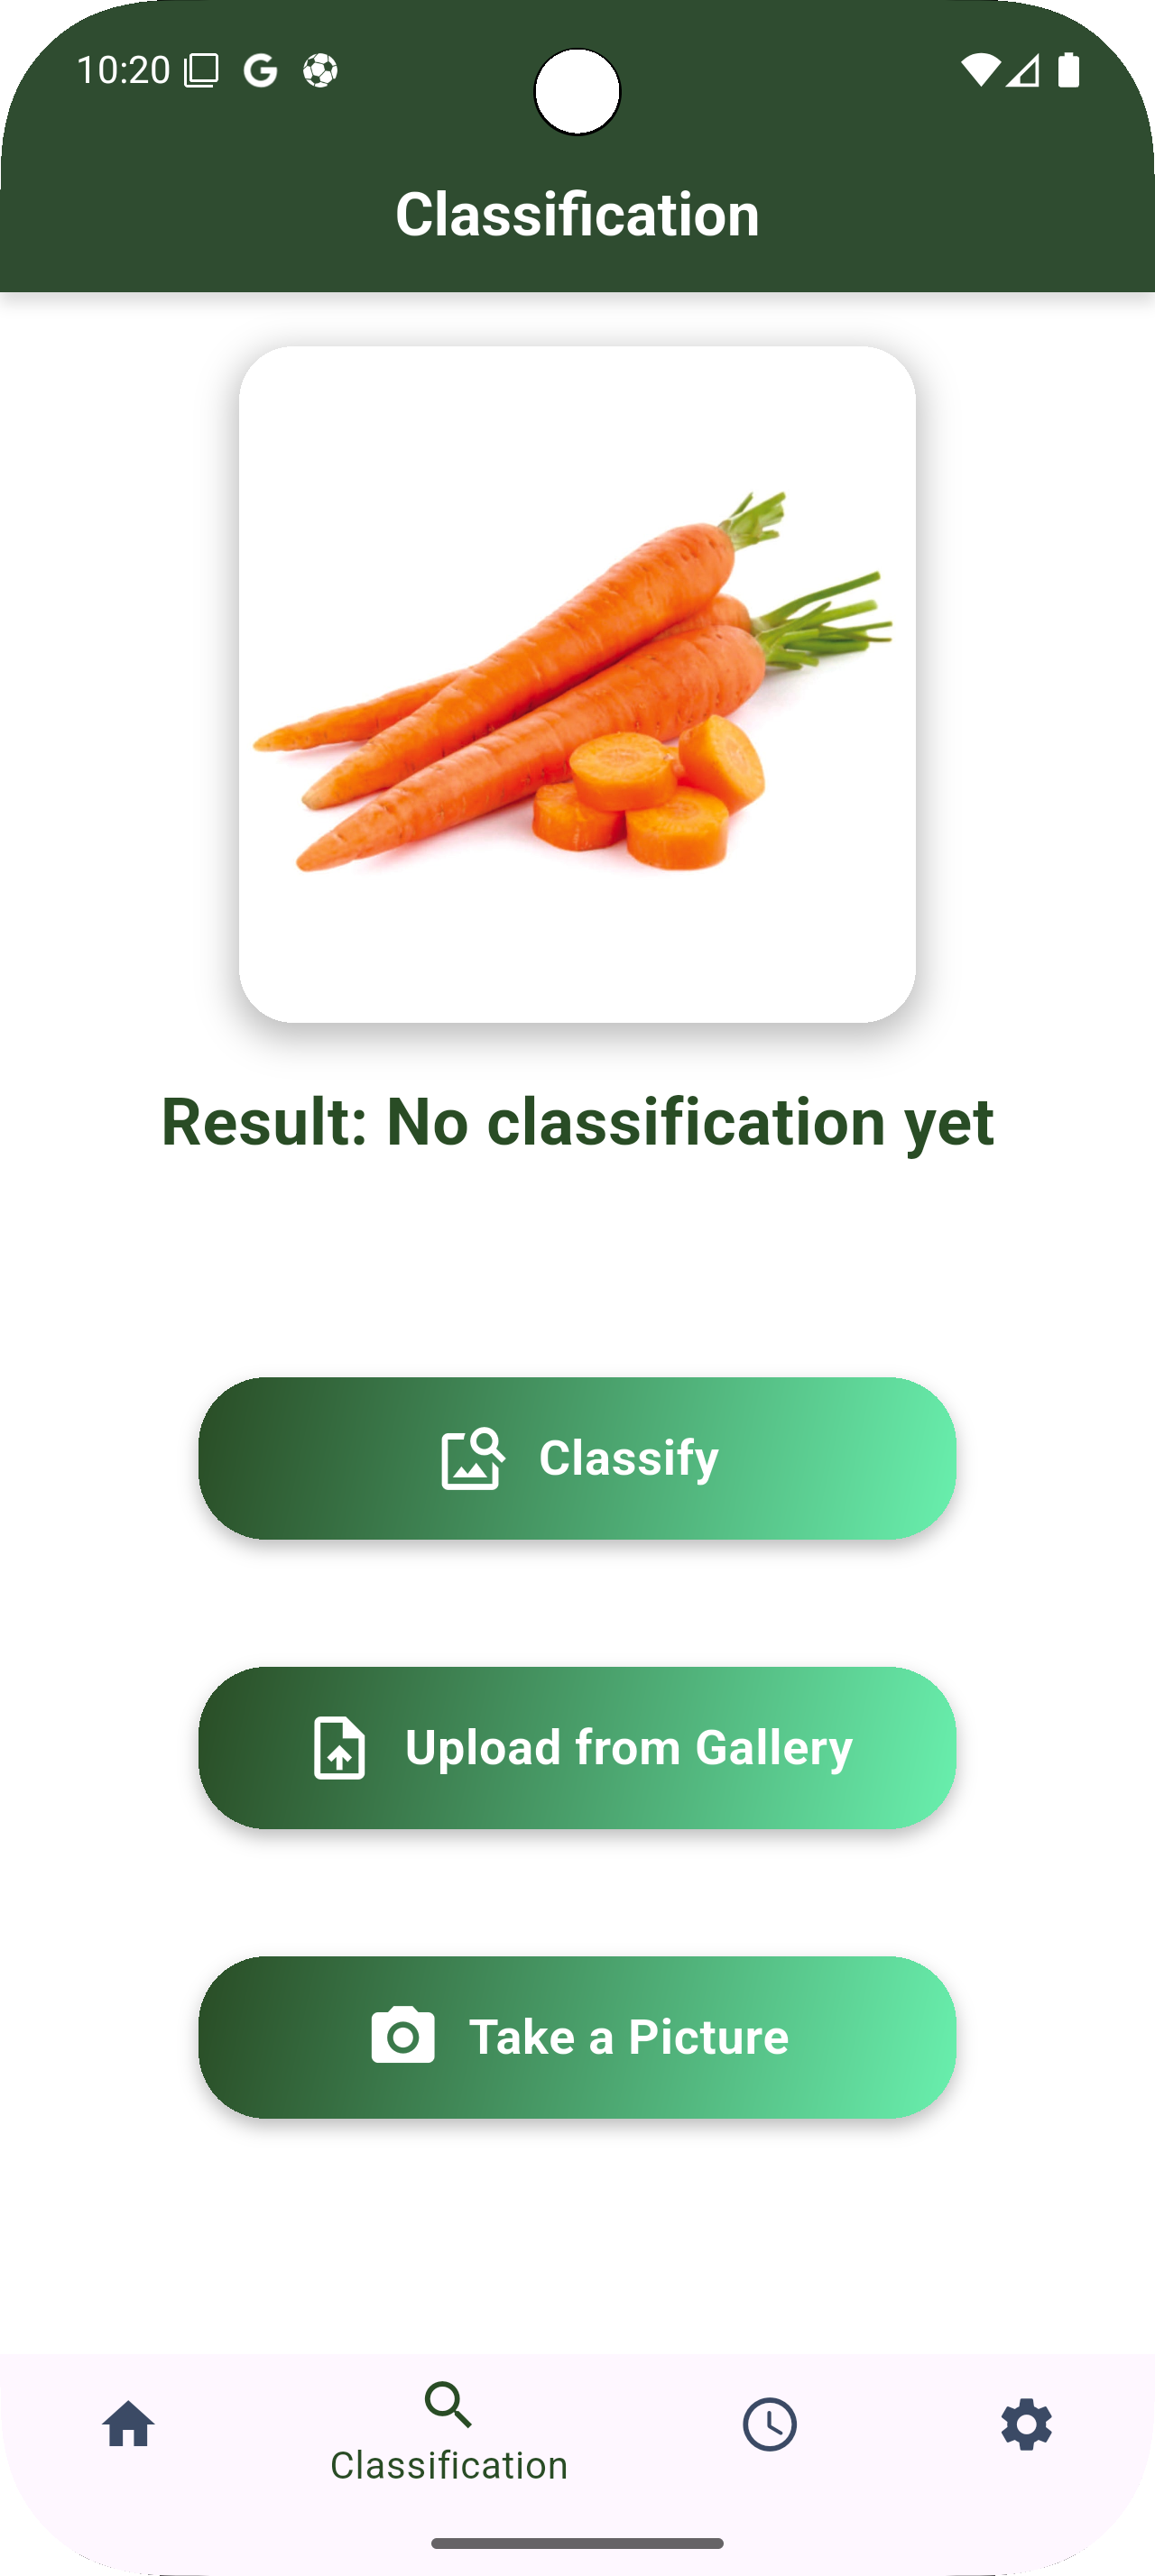 10:20
Classification
Result: No classification yet
Classify
Upload from Gallery
Take a Picture
Classification